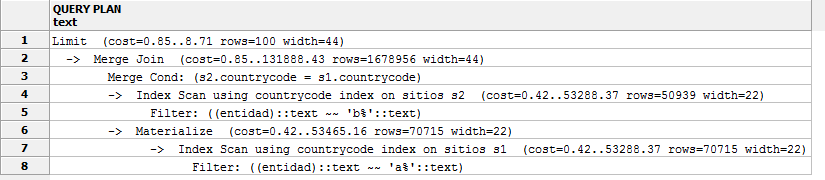 QUERY PLAN
text
1 Limit (cost=0.85..8.71 rows=100 width=44)
2 -> Merge Join (cost=0.85..131888.43 rows=1678956 width=44)
3 Merge Cond: (s2.countrycode = s1.countrycode)
4 -> Index Scan using countrycode index on sitios s2 (cost=0.42..53288.37 rows=50939 width=22)
5 Filter: ((entidad)::text ~~ 'b%'::text)
6 -> Materialize (cost=0.42..53465.16 rows=70715 width=22)
7 -> Index Scan using countrycode index on sitios s1 (cost=0.42..53288.37 rows=70715 width=22)
8 Filter: ((entidad)::text ~~ 'a%'::text)